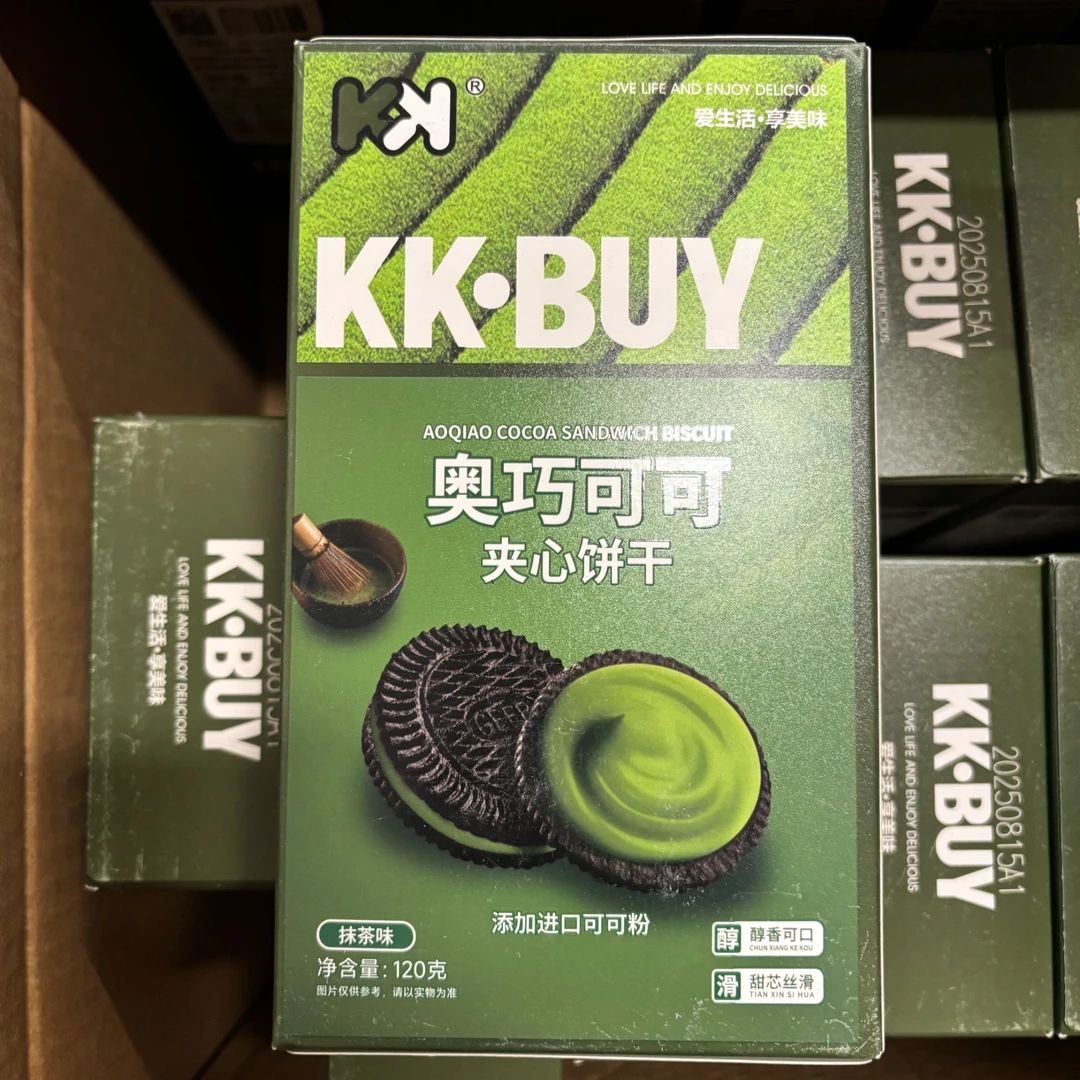 KK®
LOVE LIFE AND ENJOY DELICIOUS
爱生活•享美味
KK•BUY
AOQIAO COCOA SANDWICH BISCUIT
奥巧可可
夹心饼干
添加进口可可粉
抹茶味
净含量:120克
图片仅供参考,请以实物为准
醇 醇香可口
CHUN XIANG KE KOU
滑 甜芯丝滑
TIAN XIN SI HUA
KK•BUY
LOVE LIFE AND ENJOY DELICIOUS
爱生活•享美味
KK•BUY
LOVE LIFE AND ENJOY DELICIOUS
20250815A1
KK•BUY
LOVE LIFE AND ENJOY DELICIOUS
爱生活•享美味
20250815A1